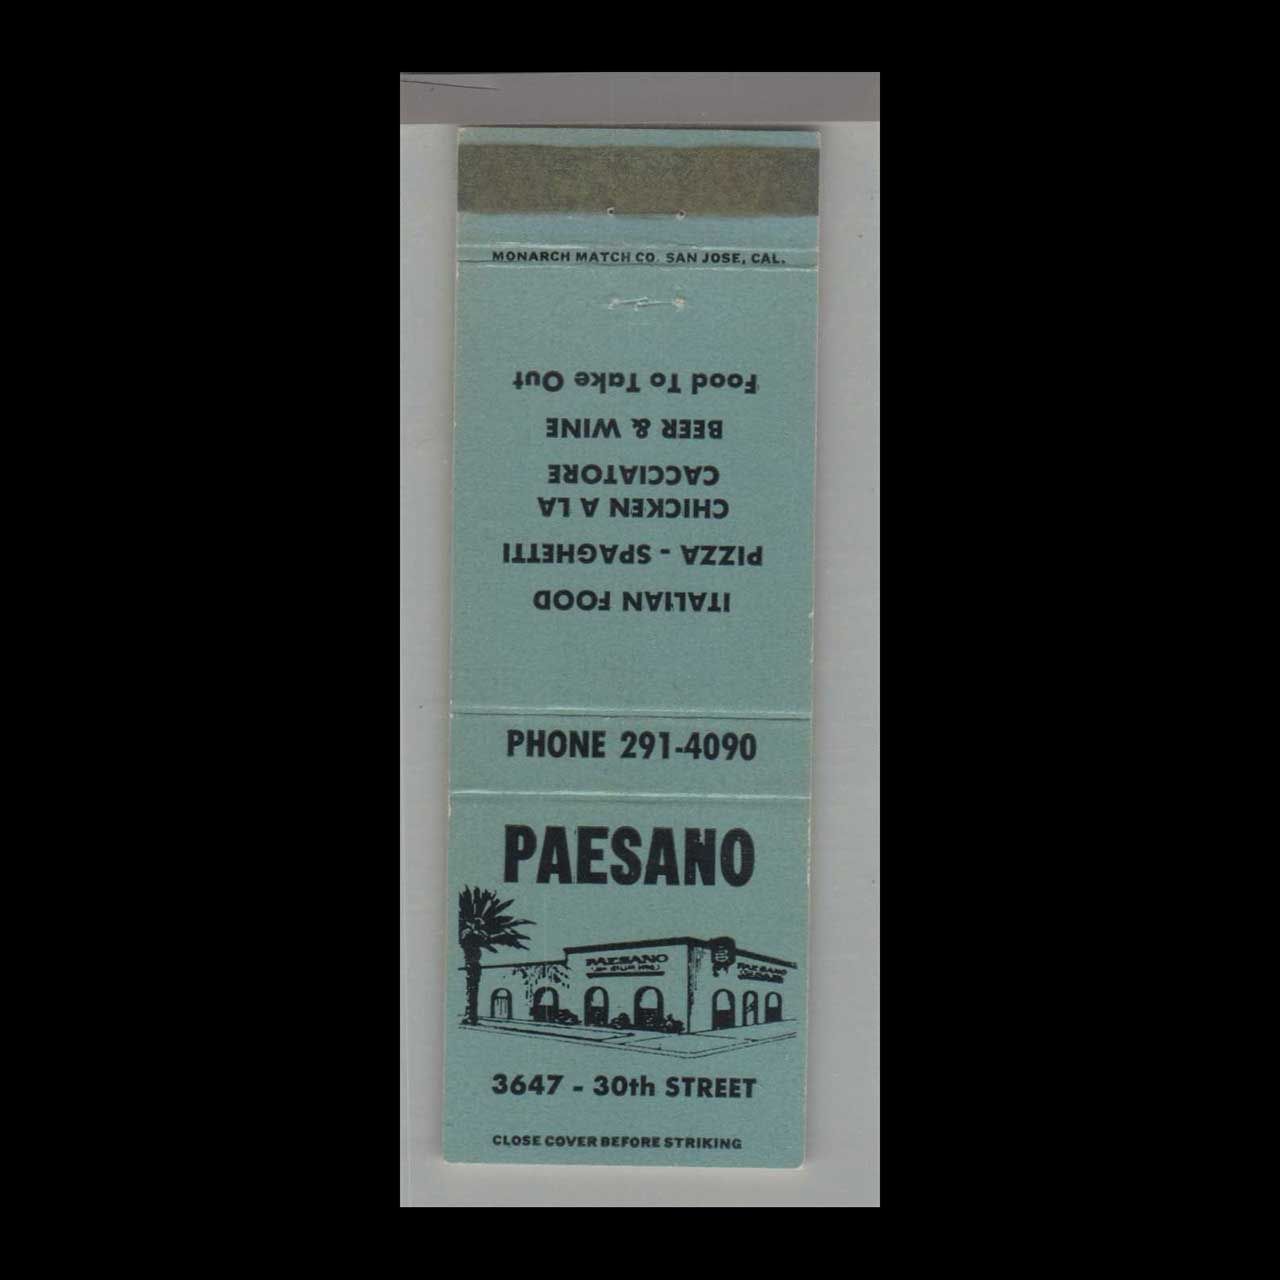 MONARCH MATCH CO. SAN JOSE, CAL.
ITALIAN FOOD
PIZZA - SPAGHETTI
CHICKEN A LA
CACCIATORE
BEER & WINE
Food To Take Out
PHONE 291-4090
PAESANO
PAESANO
PAESANO
3647 - 30th STREET
CLOSE COVER BEFORE STRIKING